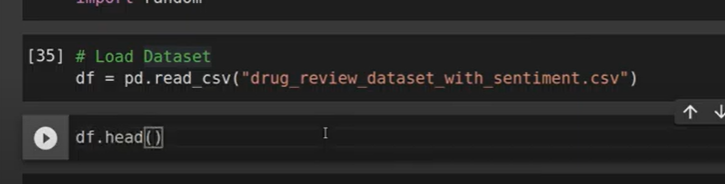 import random
[35] # Load Dataset
df = pd.read_csv("drug_review_dataset_with_sentiment.csv")
df.head()